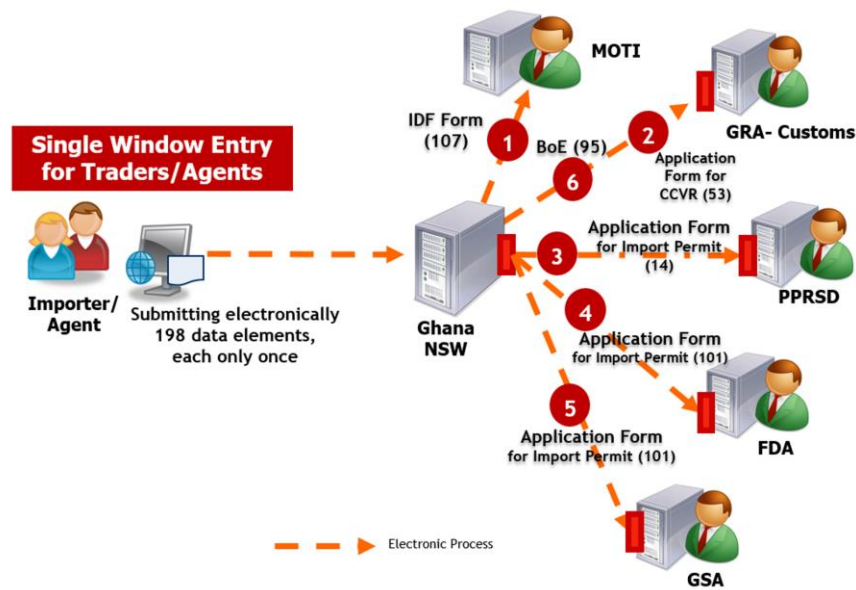 MOTI
IDF Form
(107)
1
BoE (95)
2
GRA- Customs
6
Application
Form for
CCVR (53)
Single Window Entry
for Traders/Agents
Importer/
Agent
Submitting electronically
198 data elements,
each only once
Ghana
NSW
3
Application Form
for Import Permit
(14)
PPRSD
4
Application Form
for Import Permit (101)
FDA
5
Application Form
for Import Permit (101)
GSA
Electronic Process